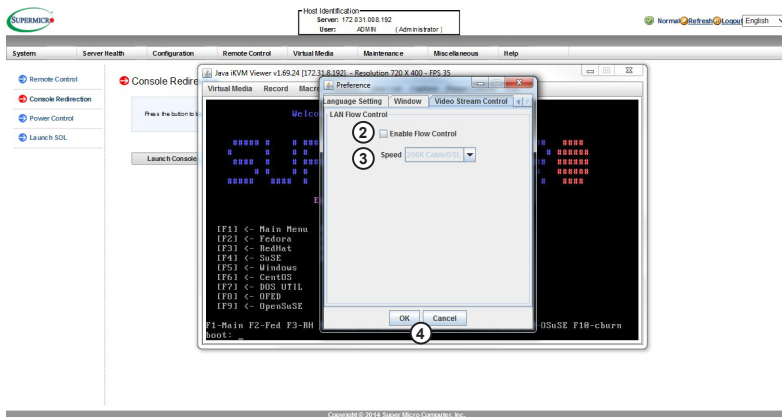 SUPERMICR
Host Identification
Server: 172.031.008.192
User: ADMIN (Administrator)
Normal Refresh Logout English
System Server Health Configuration Remote Control Virtual Media Maintenance Miscellaneous Help
Remote Control
Console Redirection
Power Control
Launch SOL
Console Redire
Press the button to l
Launch Console
Java iKVM Viewer v1.69.24 [172.31.8.192] - Resolution 720 X 400 - FPS 35
Virtual Media Record Macro
Welco
E
[F1] <- Main Menu
[F2] <- Fedora
[F3] <- RedHat
[F4] <- SuSE
[F5] <- Windows
[F6] <- CentOS
[F7] <- DOS UTIL
[F8] <- OFED
[F9] <- OpenSuSE
F1-Main F2-Fed F3-RH
-OSuSE F10-cburn
boot: _
Preference
Language Setting Window Video Stream Control
LAN Flow Control
2 Enable Flow Control
3 Speed 256K Cable/DSL
OK Cancel
4
Copyright © 2014 Super Micro Computer, Inc.